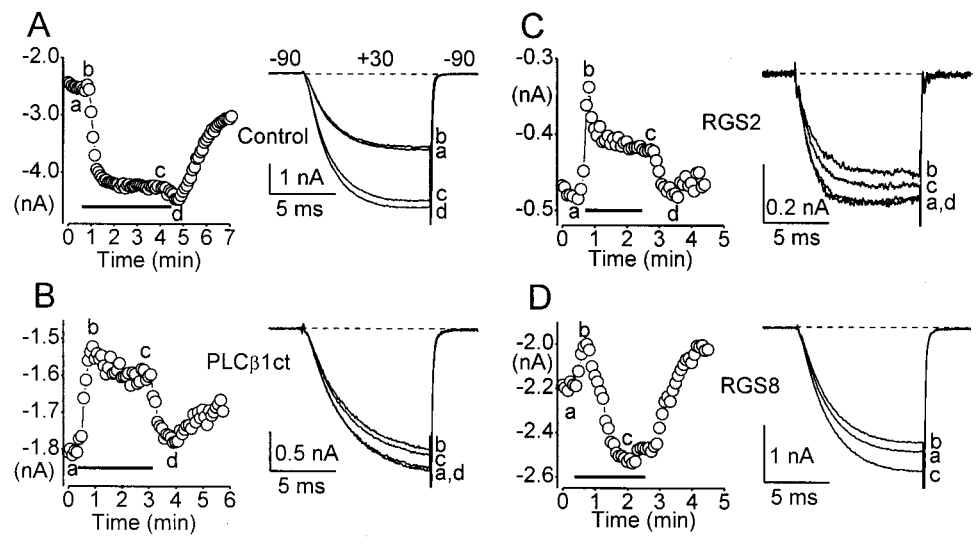 A
-2.0
-3.0
-4.0
(nA)
b
a
c
d
0 1 2 3 4 5 6 7
Time (min)
-90 +30 -90
Control
1 nA
5 ms
b
a
c
d
B
-1.5
-1.6
-1.7
-1.8
(nA)
b
c
a
d
0 1 2 3 4 5 6
Time (min)
PLCβ1ct
0.5 nA
5 ms
b
c
a,d
C
-0.3
(nA)
-0.4
-0.5
b
c
a
d
0 1 2 3 4 5
Time (min)
RGS2
0.2 nA
5 ms
b
c
a,d
D
-2.0
(nA)
-2.2
-2.4
-2.6
b
a
c
0 1 2 3 4 5
Time (min)
RGS8
1 nA
5 ms
b
a
c